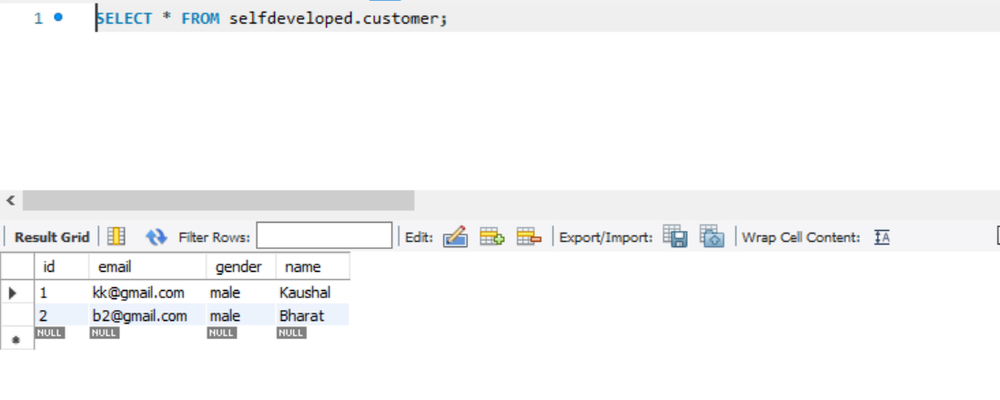 1 SELECT * FROM selfdeveloped.customer;
Result Grid Filter Rows: Edit: Export/Import: Wrap Cell Content: IA
id email gender name
1 kk@gmail.com male Kaushal
2 b2@gmail.com male Bharat
NULL NULL NULL NULL